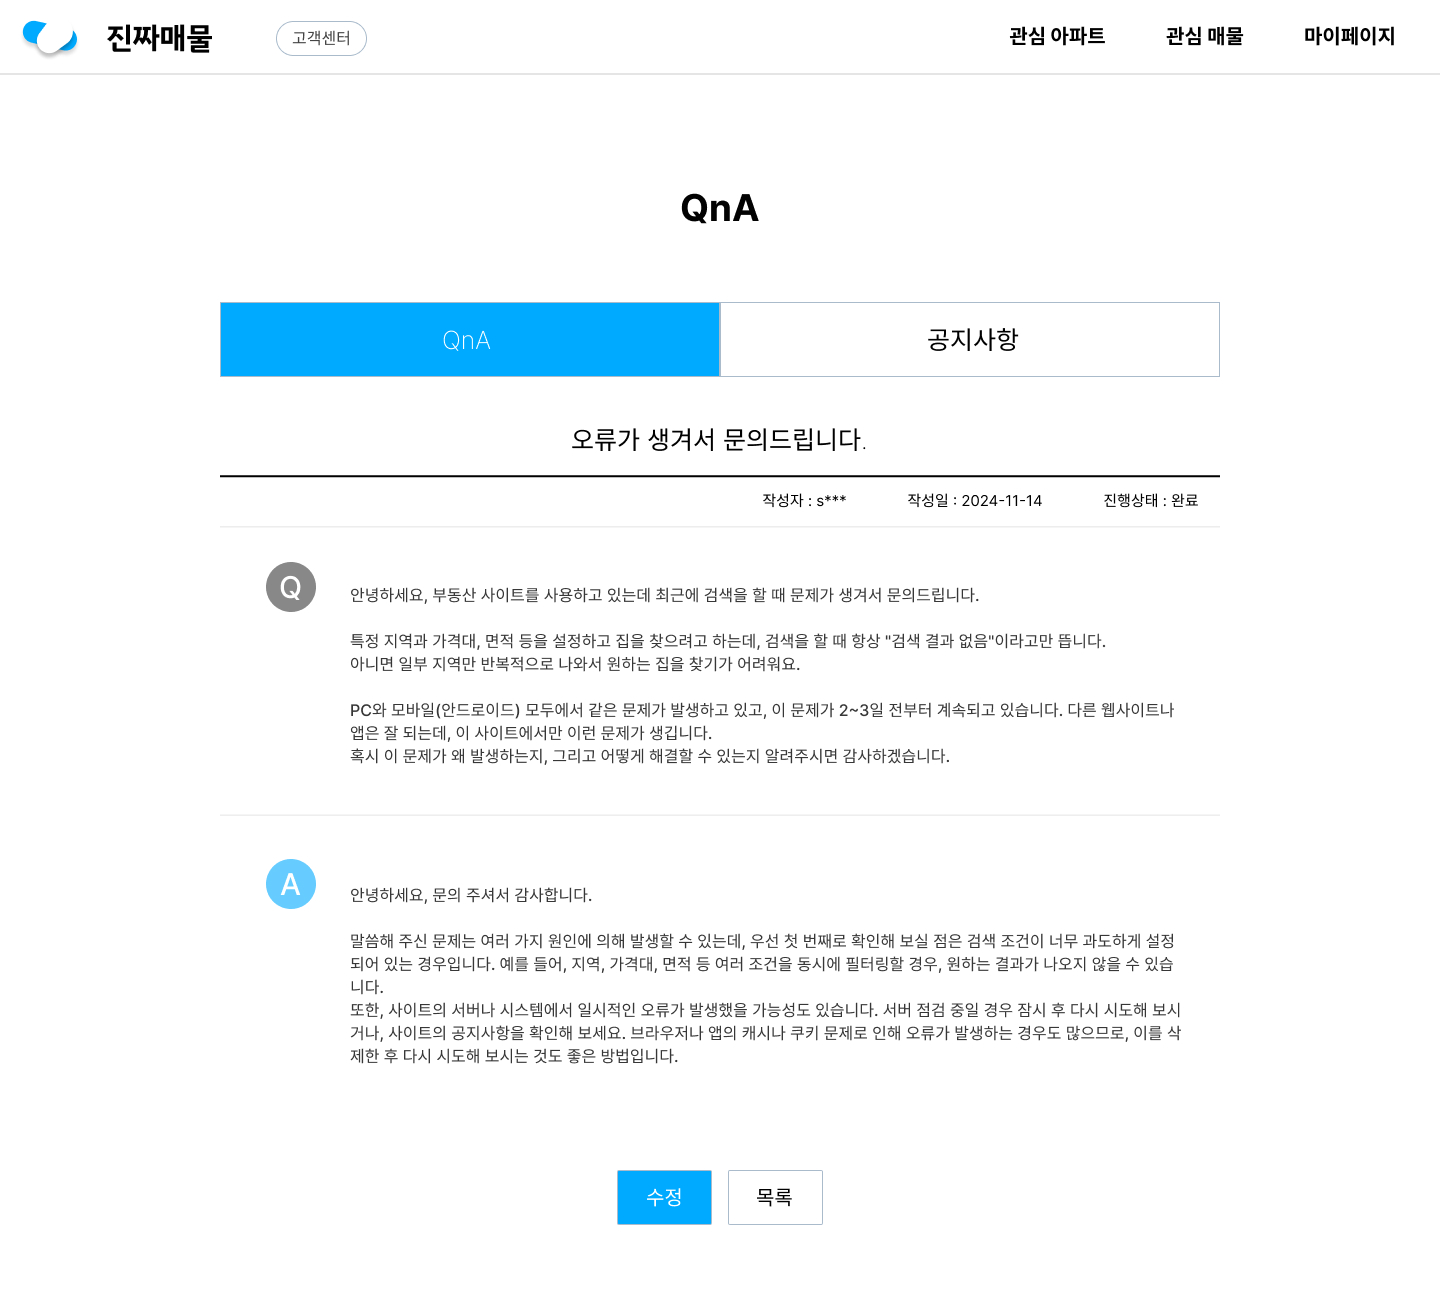 진짜매물
고객센터
관심 아파트
관심 매물
마이페이지
QnA
QnA
공지사항
오류가 생겨서 문의드립니다.
작성자 : s***
작성일 : 2024-11-14
진행상태 : 완료
Q
안녕하세요, 부동산 사이트를 사용하고 있는데 최근에 검색을 할 때 문제가 생겨서 문의드립니다.
특정 지역과 가격대, 면적 등을 설정하고 집을 찾으려고 하는데, 검색을 할 때 항상 "검색 결과 없음"이라고만 뜹니다.
아니면 일부 지역만 반복적으로 나와서 원하는 집을 찾기가 어려워요.
PC와 모바일(안드로이드) 모두에서 같은 문제가 발생하고 있고, 이 문제가 2~3일 전부터 계속되고 있습니다. 다른 웹사이트나
앱은 잘 되는데, 이 사이트에서만 이런 문제가 생깁니다.
혹시 이 문제가 왜 발생하는지, 그리고 어떻게 해결할 수 있는지 알려주시면 감사하겠습니다.
A
안녕하세요, 문의 주셔서 감사합니다.
말씀해 주신 문제는 여러 가지 원인에 의해 발생할 수 있는데, 우선 첫 번째로 확인해 보실 점은 검색 조건이 너무 과도하게 설정
되어 있는 경우입니다. 예를 들어, 지역, 가격대, 면적 등 여러 조건을 동시에 필터링할 경우, 원하는 결과가 나오지 않을 수 있습
니다.
또한, 사이트의 서버나 시스템에서 일시적인 오류가 발생했을 가능성도 있습니다. 서버 점검 중일 경우 잠시 후 다시 시도해 보시
거나, 사이트의 공지사항을 확인해 보세요. 브라우저나 앱의 캐시나 쿠키 문제로 인해 오류가 발생하는 경우도 많으므로, 이를 삭
제한 후 다시 시도해 보시는 것도 좋은 방법입니다.
수정
목록